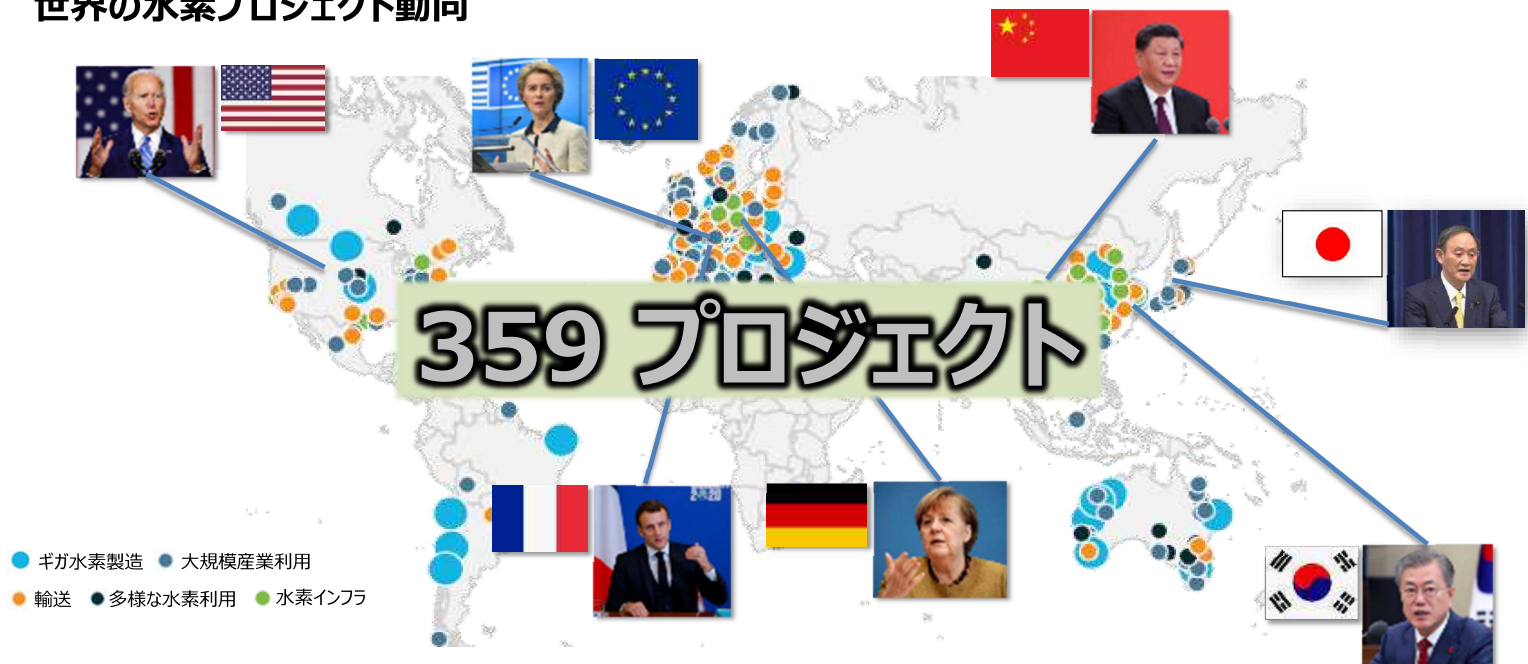 世界の水素プロジェクト動向
359 プロジェクト
ギガ水素製造 大規模産業利用
輸送 多様な水素利用 水素インフラ